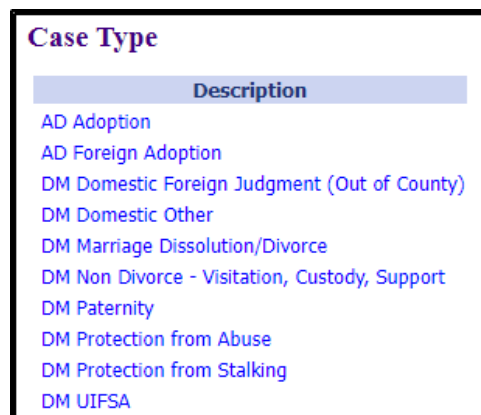 Case Type
Description
AD Adoption
AD Foreign Adoption
DM Domestic Foreign Judgment (Out of County)
DM Domestic Other
DM Marriage Dissolution/Divorce
DM Non Divorce - Visitation, Custody, Support
DM Paternity
DM Protection from Abuse
DM Protection from Stalking
DM UIFSA